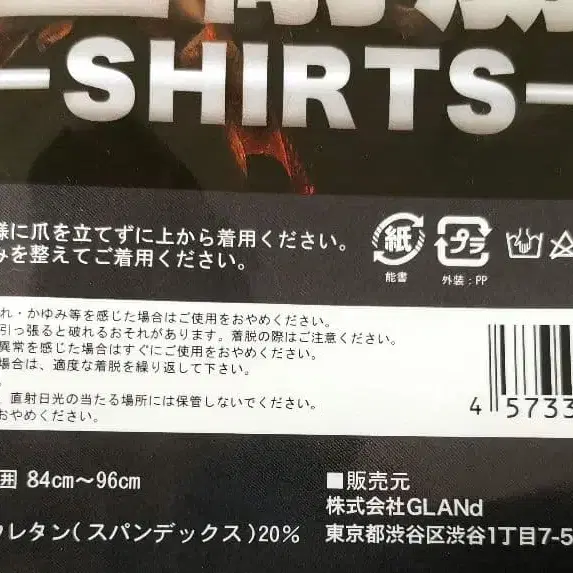 SHIRTS
様に爪を立てずに上から着用ください。
みを整えてご着用ください。
紙
プラ
能書
外装：PP
れ・かゆみ等を感じた場合はご使用をおやめください。
引っ張ると破れるおそれがあります。着脱の際はご注意ください。
異常を感じた場合はすぐにご使用をおやめください。
場合は、適度な着脱を繰り返して下さい。
、直射日光の当たる場所には保管しないでください。
おやめください。
4 5733
囲 84cm～96cm
■販売元
株式会社GLANd
ウレタン(スパンデックス)20%
東京都渋谷区渋谷1丁目7-5